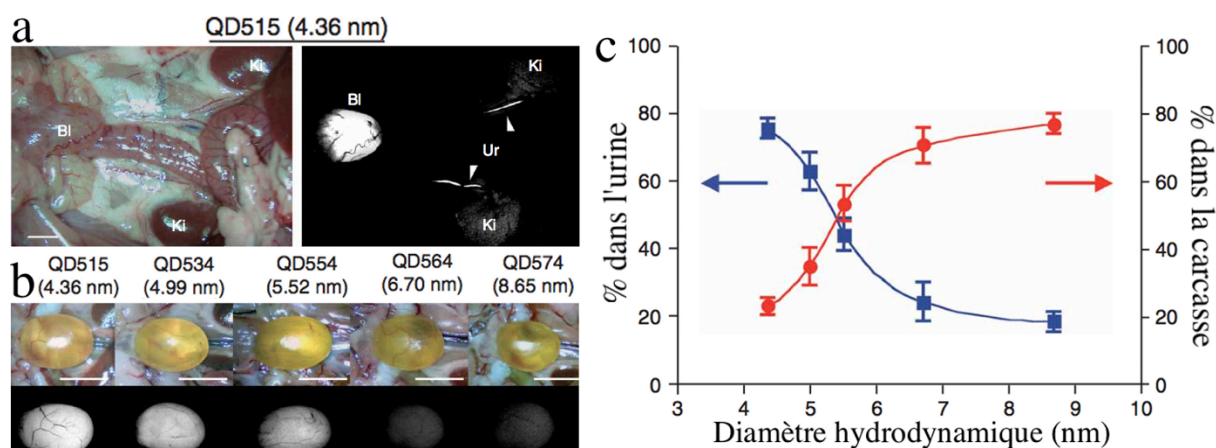 a
QD515 (4.36 nm)
Ki
Bl
Ki
Ki
Bl
Ur
Ki
b
QD515 QD534 QD554 QD564 QD574
(4.36 nm) (4.99 nm) (5.52 nm) (6.70 nm) (8.65 nm)
c
100
80
60
40
20
0
% dans l'urine
3 4 5 6 7 8 9 10
Diamètre hydrodynamique (nm)
100
80
60
40
20
0
% dans la carcasse